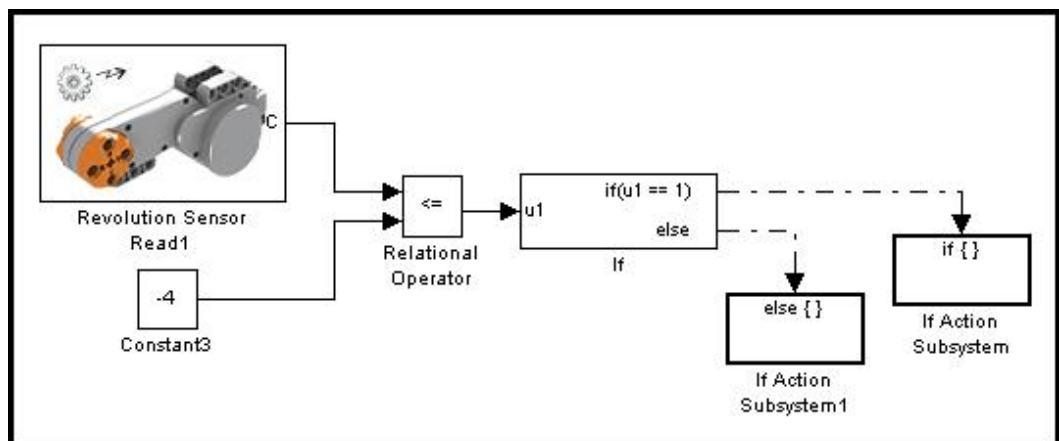 C
Revolution Sensor
Read1
-4
Constant3
<=
Relational
Operator
u1
if(u1 == 1)
else
If
else { }
If Action
Subsystem1
if { }
If Action
Subsystem